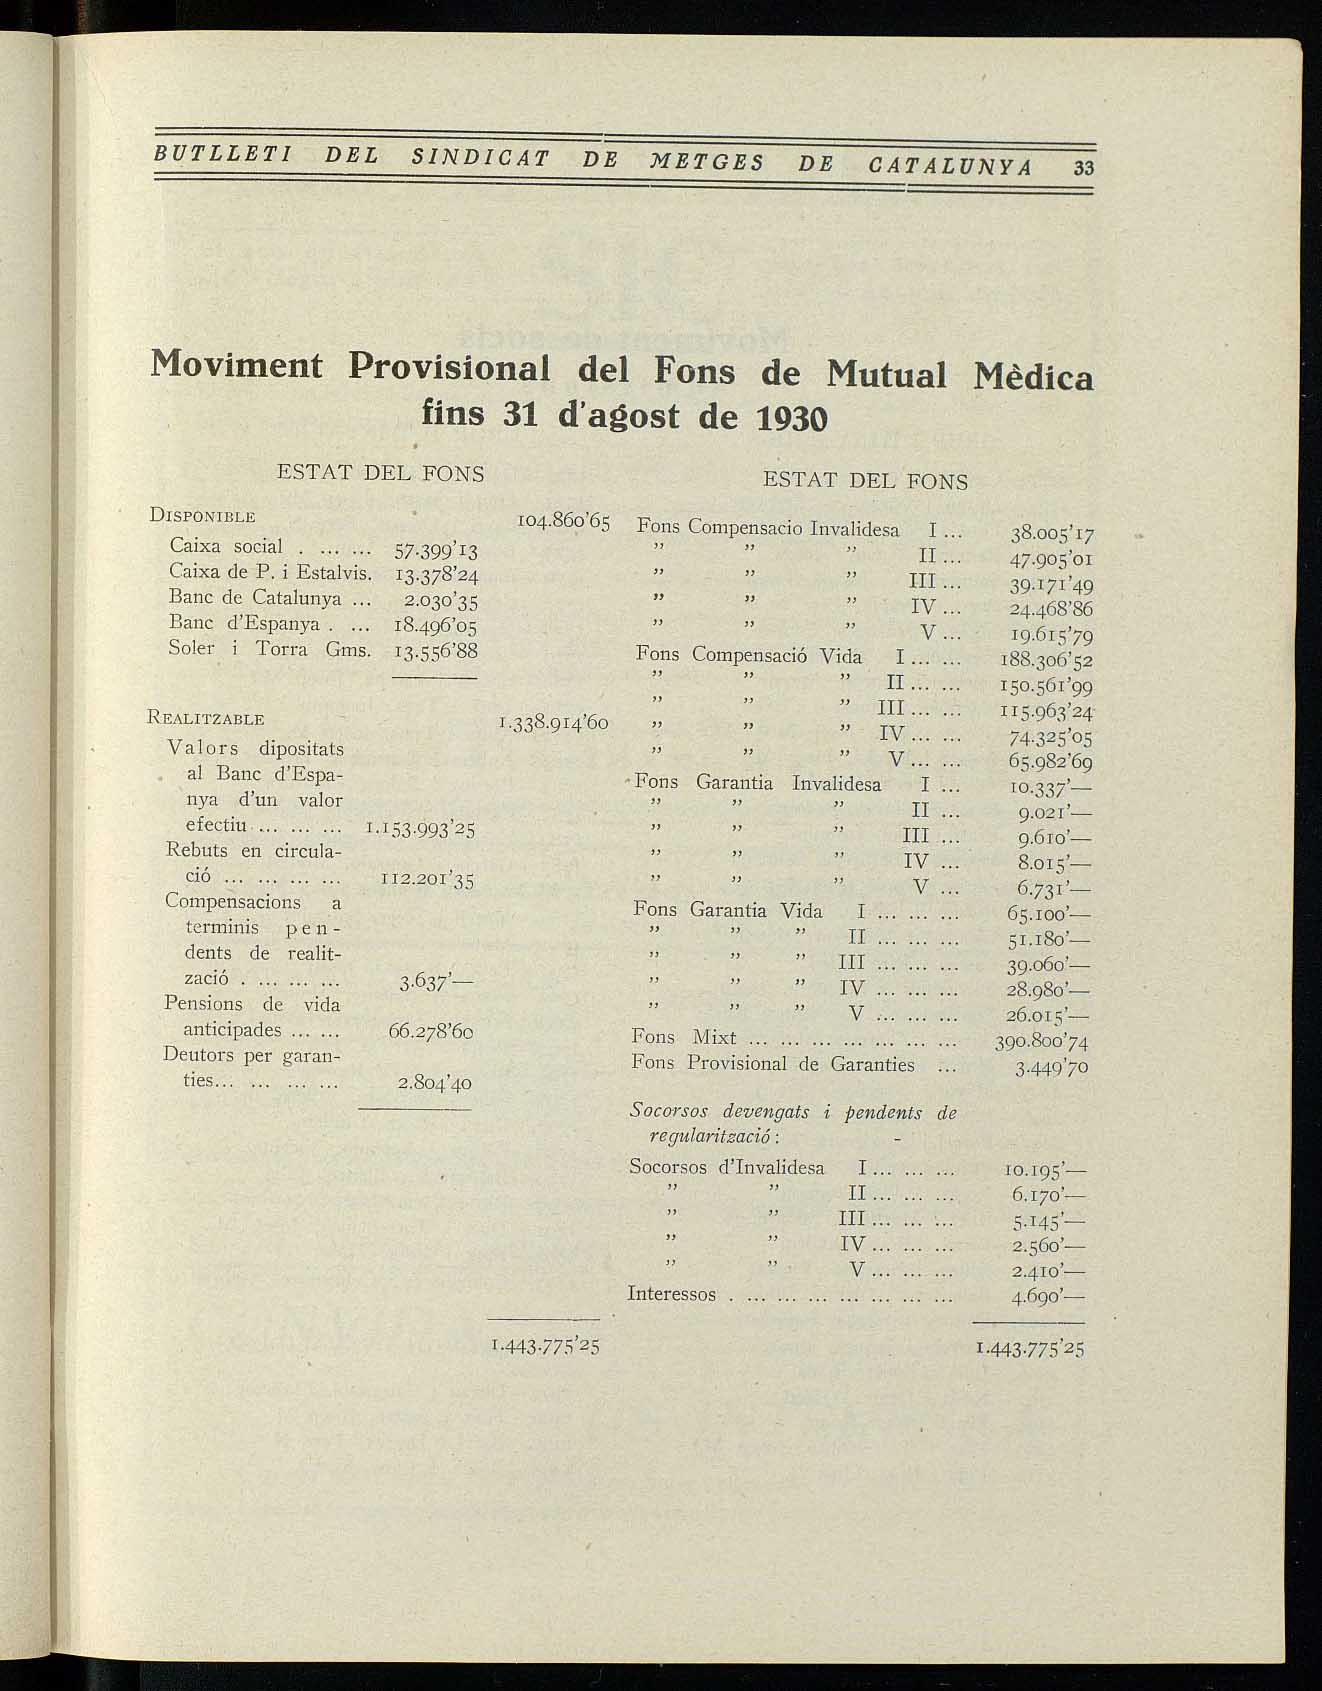 BUTLLETI DEL SINDICAT DE METGES DE CATALUNYA 33
Moviment Provisional del Fons de Mutual Mèdica
fins 31 d'agost de 1930
ESTAT DEL FONS
DISPONIBLE 104.860'65
Caixa social . ... ... 57.399'13
Caixa de P. i Estalvis. 13.378'24
Banc de Catalunya ... 2.030'35
Banc d'Espanya . ... 18.496'05
Soler i Torra Gms. 13.556'88
REALITZABLE 1.338.914'60
Valors dipositats
al Banc d'Espa-
nya d'un valor
efectiu ... ... ... 1.153.993'25
Rebuts en circula-
ció ... ... ... ... 112.201'35
Compensacions a
terminis pen-
dents de realit-
zació . ... ... ... 3.637'—
Pensions de vida
anticipades ... ... 66.278'60
Deutors per garan-
ties... ... ... ... 2.804'40
1.443.775'25
ESTAT DEL FONS
Fons Compensacio Invalidesa I ... 38.005'17
" " " II ... 47.905'01
" " " III ... 39.171'49
" " " IV ... 24.468'86
" " " V ... 19.615'79
Fons Compensació Vida I ... ... 188.306'52
" " " II ... ... 150.561'99
" " " III ... ... 115.963'24
" " " IV ... ... 74.325'05
" " " V ... ... 65.982'69
Fons Garantia Invalidesa I ... 10.337'—
" " " II ... 9.021'—
" " " III ... 9.610'—
" " " IV ... 8.015'—
" " " V ... 6.731'—
Fons Garantia Vida I ... ... ... 65.100'—
" " " II ... ... ... 51.180'—
" " " III ... ... ... 39.060'—
" " " IV ... ... ... 28.980'—
" " " V ... ... ... 26.015'—
Fons Mixt ... ... ... ... ... ... ... 390.800'74
Fons Provisional de Garanties ... 3.449'70
Socorsos devengats i pendents de
regularització :
Socorsos d'Invalidesa I ... ... ... 10.195'—
" " II ... ... ... 6.170'—
" " III ... ... ... 5.145'—
" " IV ... ... ... 2.560'—
" " V ... ... ... 2.410'—
Interessos . ... ... ... ... ... ... ... 4.690'—
1.443.775'25